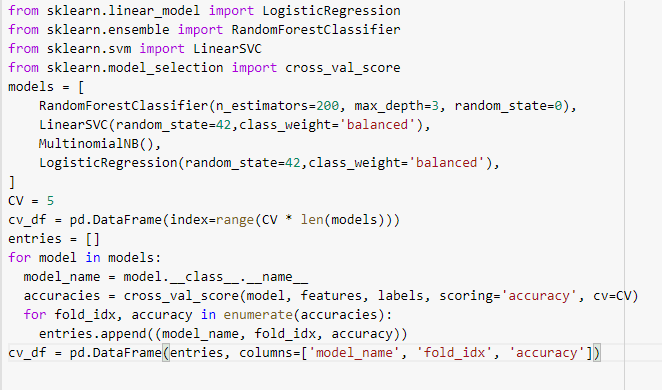 from sklearn.linear_model import LogisticRegression
from sklearn.ensemble import RandomForestClassifier
from sklearn.svm import LinearSVC
from sklearn.model_selection import cross_val_score
models = [
    RandomForestClassifier(n_estimators=200, max_depth=3, random_state=0),
    LinearSVC(random_state=42,class_weight='balanced'),
    MultinomialNB(),
    LogisticRegression(random_state=42,class_weight='balanced'),
]
CV = 5
cv_df = pd.DataFrame(index=range(CV * len(models)))
entries = []
for model in models:
  model_name = model.__class__.__name__
  accuracies = cross_val_score(model, features, labels, scoring='accuracy', cv=CV)
  for fold_idx, accuracy in enumerate(accuracies):
    entries.append((model_name, fold_idx, accuracy))
cv_df = pd.DataFrame(entries, columns=['model_name', 'fold_idx', 'accuracy'])